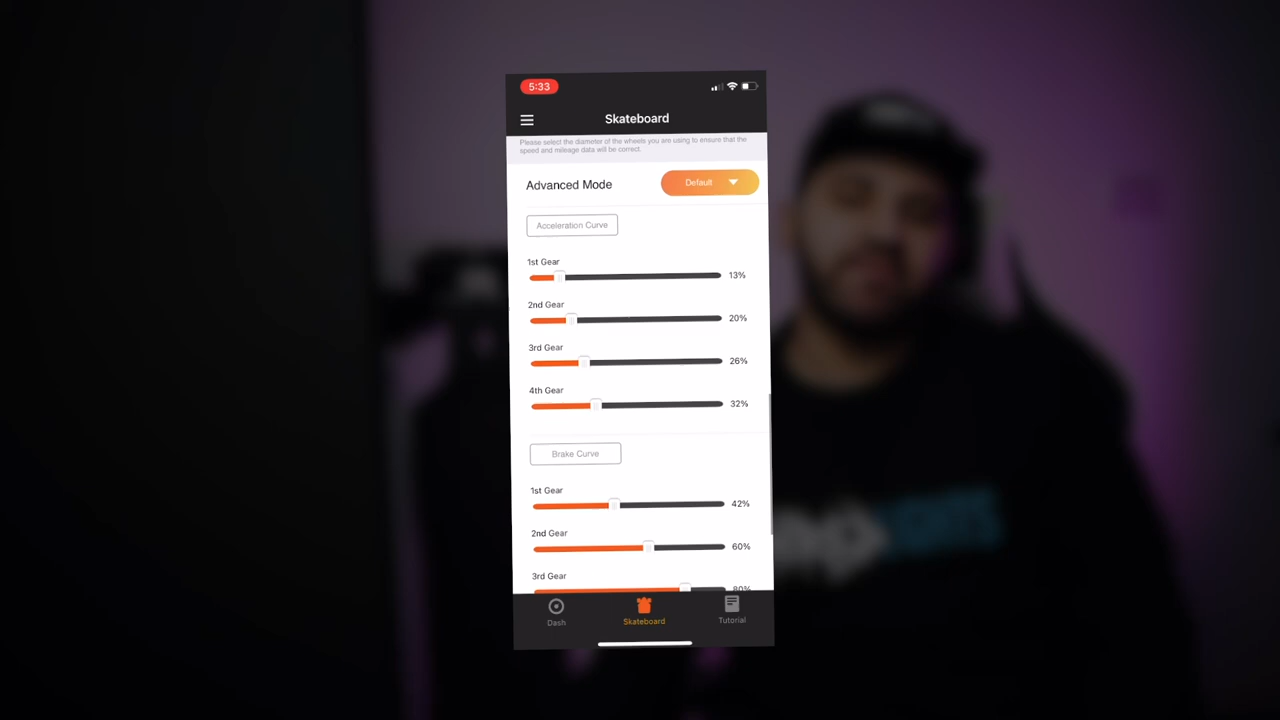 5:33
Skateboard
Please select the diameter of the wheels you are using to ensure that the
speed and mileage data will be correct.
Advanced Mode
Default
Acceleration Curve
1st Gear
13%
2nd Gear
20%
3rd Gear
26%
4th Gear
32%
Brake Curve
1st Gear
42%
2nd Gear
60%
3rd Gear
80%
Dash
Skateboard
Tutorial